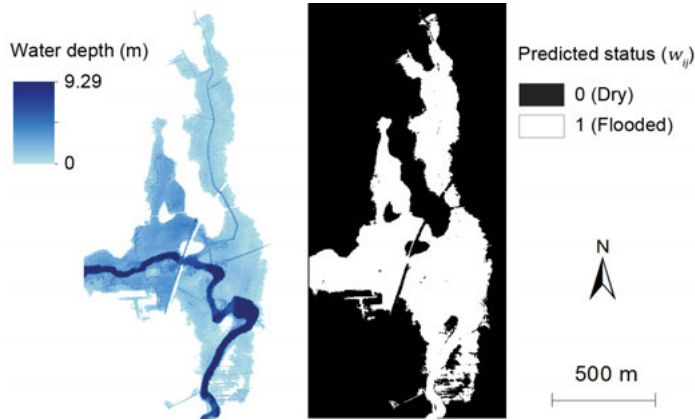 Water depth (m)
9.29
0
Predicted status (wij)
0 (Dry)
1 (Flooded)
N
500 m